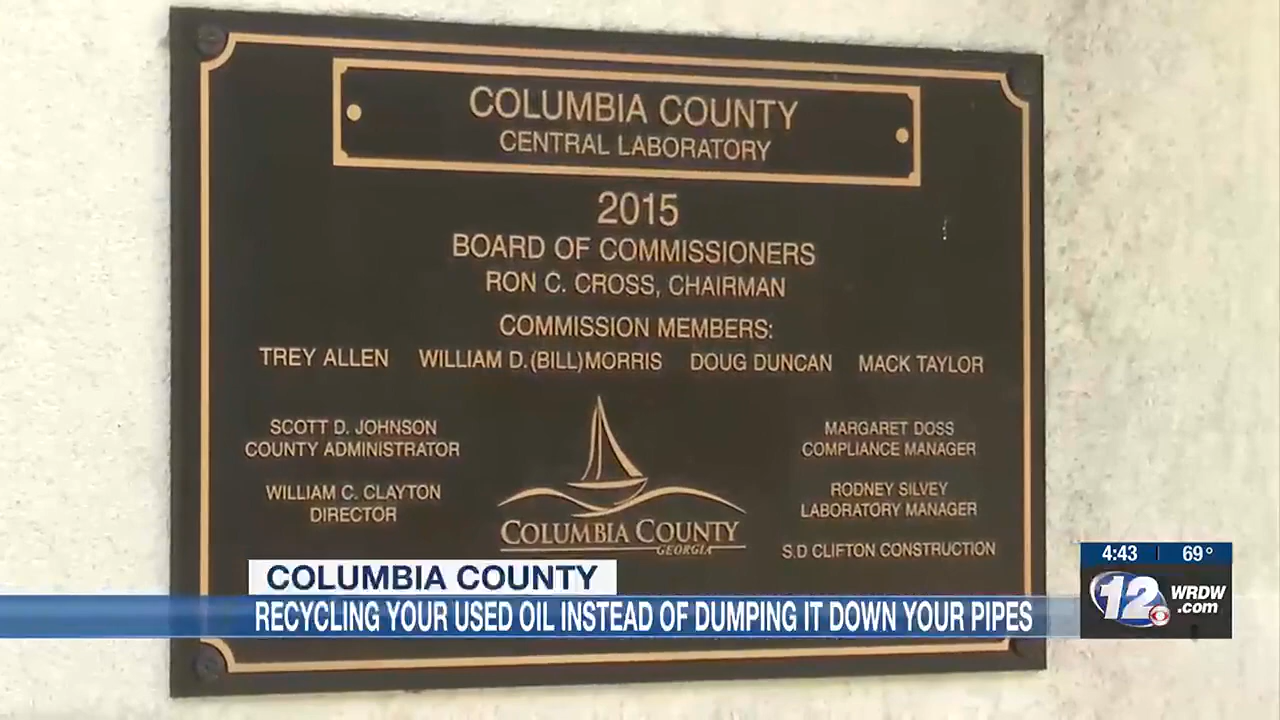 COLUMBIA COUNTY
CENTRAL LABORATORY
2015
BOARD OF COMMISSIONERS
RON C. CROSS, CHAIRMAN
COMMISSION MEMBERS:
TREY ALLEN WILLIAM D.(BILL)MORRIS DOUG DUNCAN MACK TAYLOR
SCOTT D. JOHNSON
COUNTY ADMINISTRATOR
WILLIAM C. CLAYTON
DIRECTOR
COLUMBIA COUNTY
GEORGIA
MARGARET DOSS
COMPLIANCE MANAGER
RODNEY SILVEY
LABORATORY MANAGER
S.D CLIFTON CONSTRUCTION
COLUMBIA COUNTY
RECYCLING YOUR USED OIL INSTEAD OF DUMPING IT DOWN YOUR PIPES
4:43 69°
12 WRDW
.com